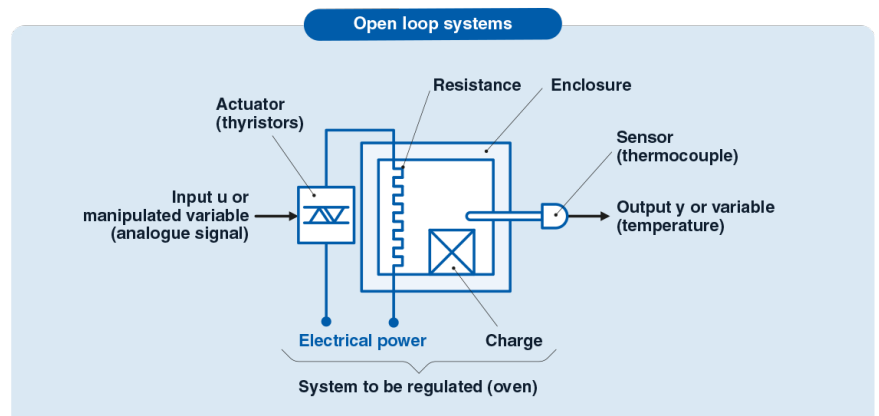 Open loop systems
Resistance
Enclosure
Actuator
(thyristors)
Sensor
(thermocouple)
Input u or
manipulated variable
(analogue signal)
Output y or variable
(temperature)
Electrical power
Charge
System to be regulated (oven)